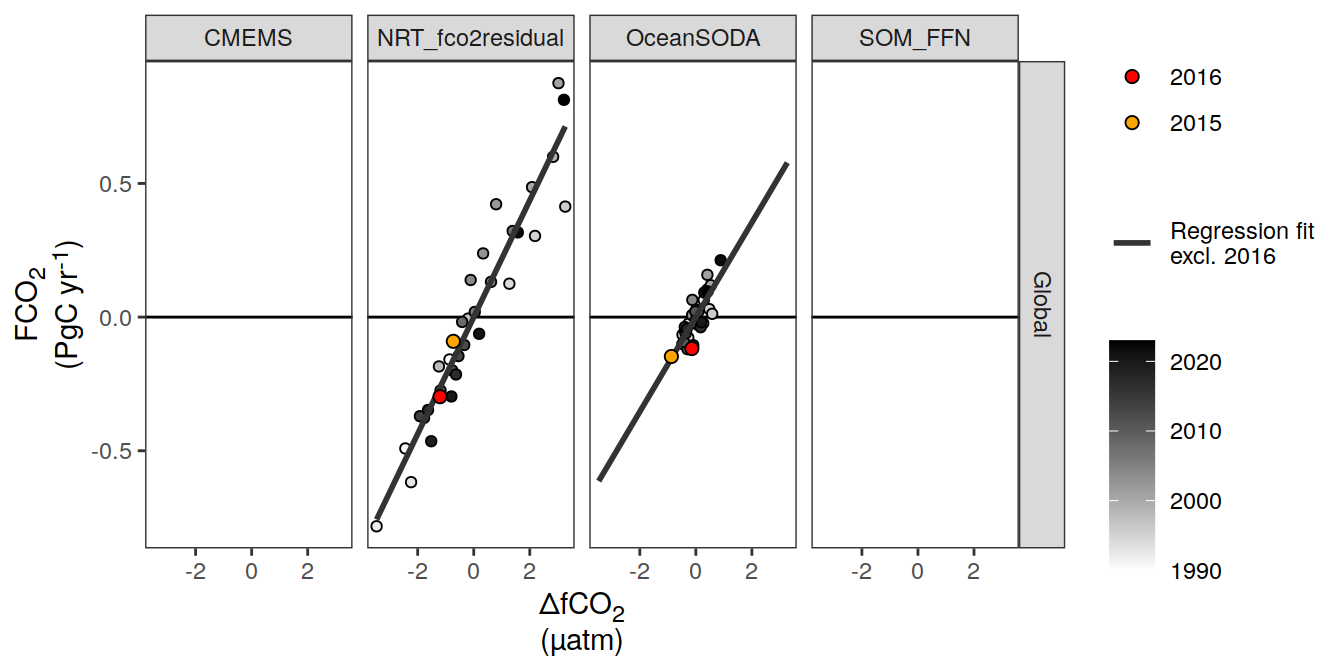 CMEMS NRT_fco2residual OceanSODA SOM_FFN
2016
2015
0.5
0.0
-0.5
FCO₂
(PgC yr⁻¹)
Regression fit
excl. 2016
Global
2020
2010
2000
1990
-2 0 2 -2 0 2 -2 0 2 -2 0 2
ΔfCO₂
(µatm)